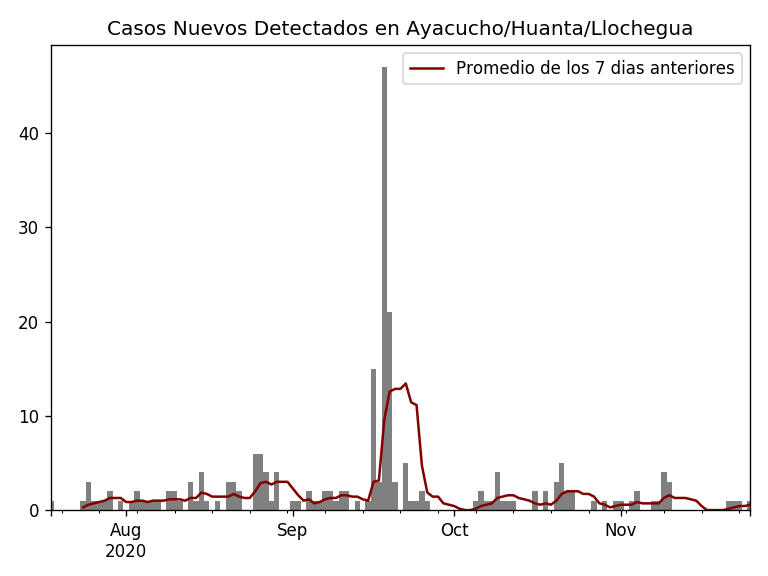 Casos Nuevos Detectados en Ayacucho/Huanta/Llochegua
Promedio de los 7 dias anteriores
40
30
20
10
0
Aug Sep Oct Nov
2020